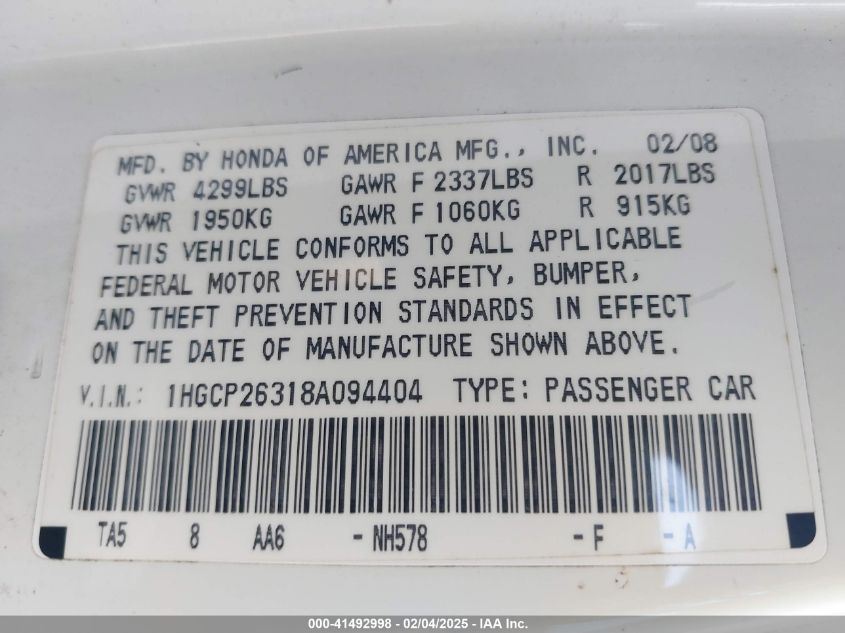 MFD. BY HONDA OF AMERICA MFG., INC. 02/08
GVWR 4299LBS GAWR F 2337LBS R 2017LBS
GVWR 1950KG GAWR F 1060KG R 915KG
THIS VEHICLE CONFORMS TO ALL APPLICABLE
FEDERAL MOTOR VEHICLE SAFETY, BUMPER,
AND THEFT PREVENTION STANDARDS IN EFFECT
ON THE DATE OF MANUFACTURE SHOWN ABOVE.
V.I.N.: 1HGCP26318A094404 TYPE: PASSENGER CAR
TA5 8 AA6 - NH578 - F - A
000-41492998 - 02/04/2025 - IAA Inc.